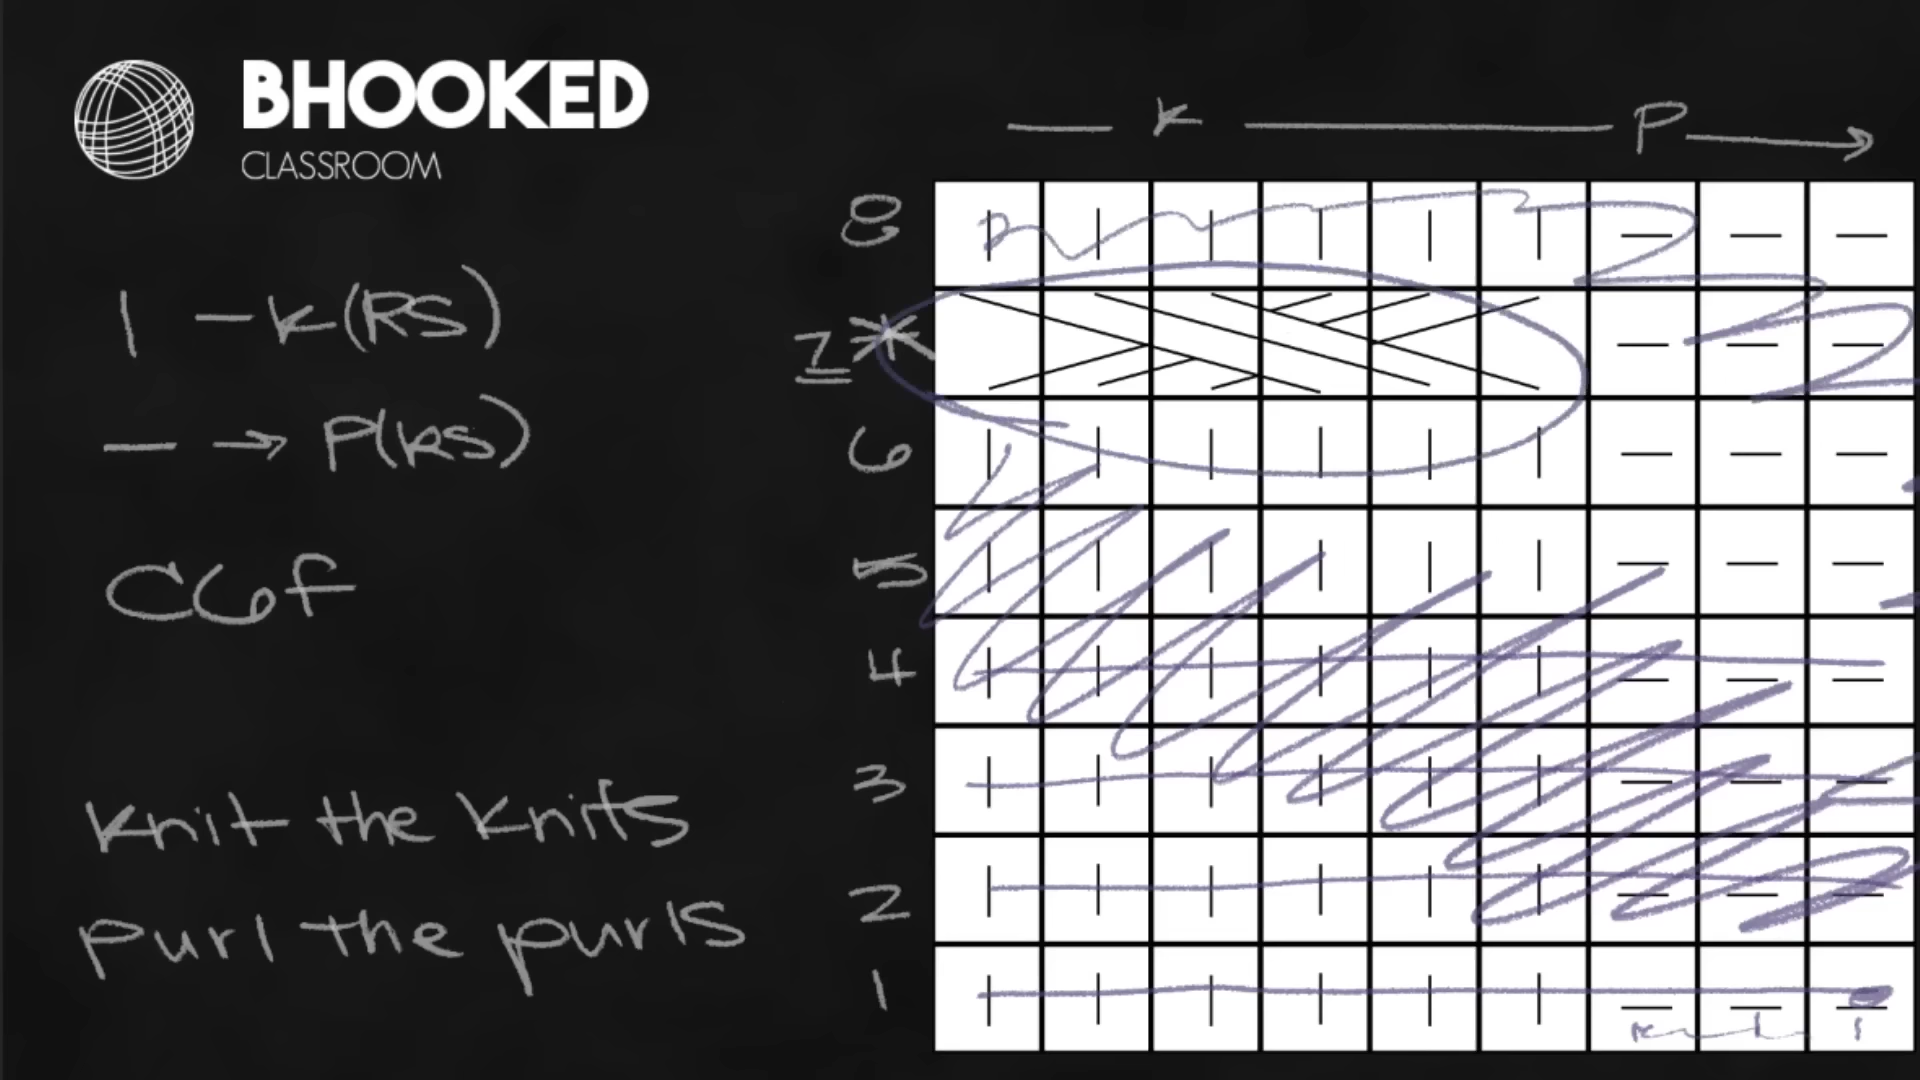 BHOOKED
CLASSROOM
K P
| - K(RS)
— → P(RS)
C6f
knit the knits
purl the purls
8
7
6
5
4
3
2
1